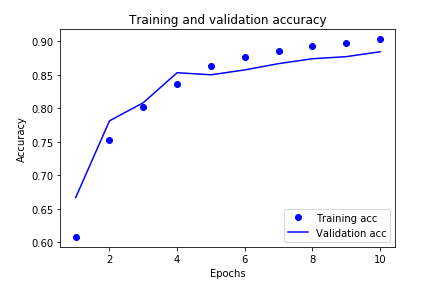 Training and validation accuracy
0.90
0.85
0.80
0.75
0.70
0.65
0.60
Accuracy
Training acc
Validation acc
2 4 6 8 10
Epochs